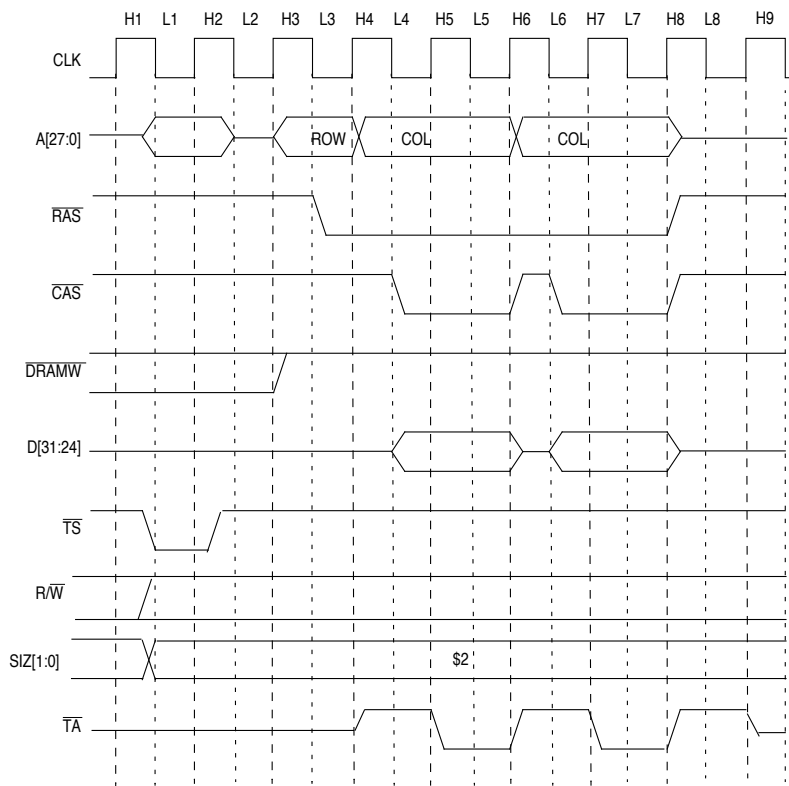 H1 L1 H2 L2 H3 L3 H4 L4 H5 L5 H6 L6 H7 L7 H8 L8 H9
CLK
A[27:0] ROW COL COL
RAS
CAS
DRAMW
D[31:24]
TS
R/W
SIZ[1:0] $2
TA